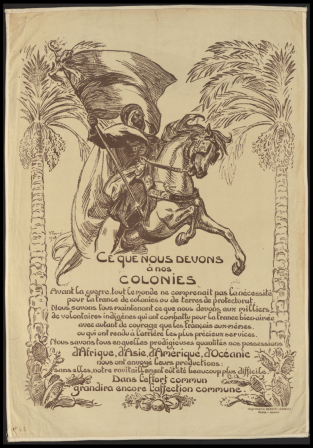 CE QUE NOUS DEVONS
à nos
COLONIES
Avant la guerre, tout le monde ne comprenait pas la nécessité
pour la france de colonies ou de terres de protectorat.
Nous savons tous maintenant ce que nous devons aux milliers
de volontaires indigènes qui ont combattu pour la france bien-aimée
avec autant de courage que les français eux-mêmes
ou qui ont rendu à l'arrière les plus précieux services.
Nous savons tous en quelles prodigieuses quantités nos possessions
d'Afrique, d'Asie, d'Amérique, d'Océanie
nous ont envoyé leurs productions:
sans elles, notre ravitaillement eût été beaucoup plus difficile.
Dans l'effort commun
grandira encore l'affection commune